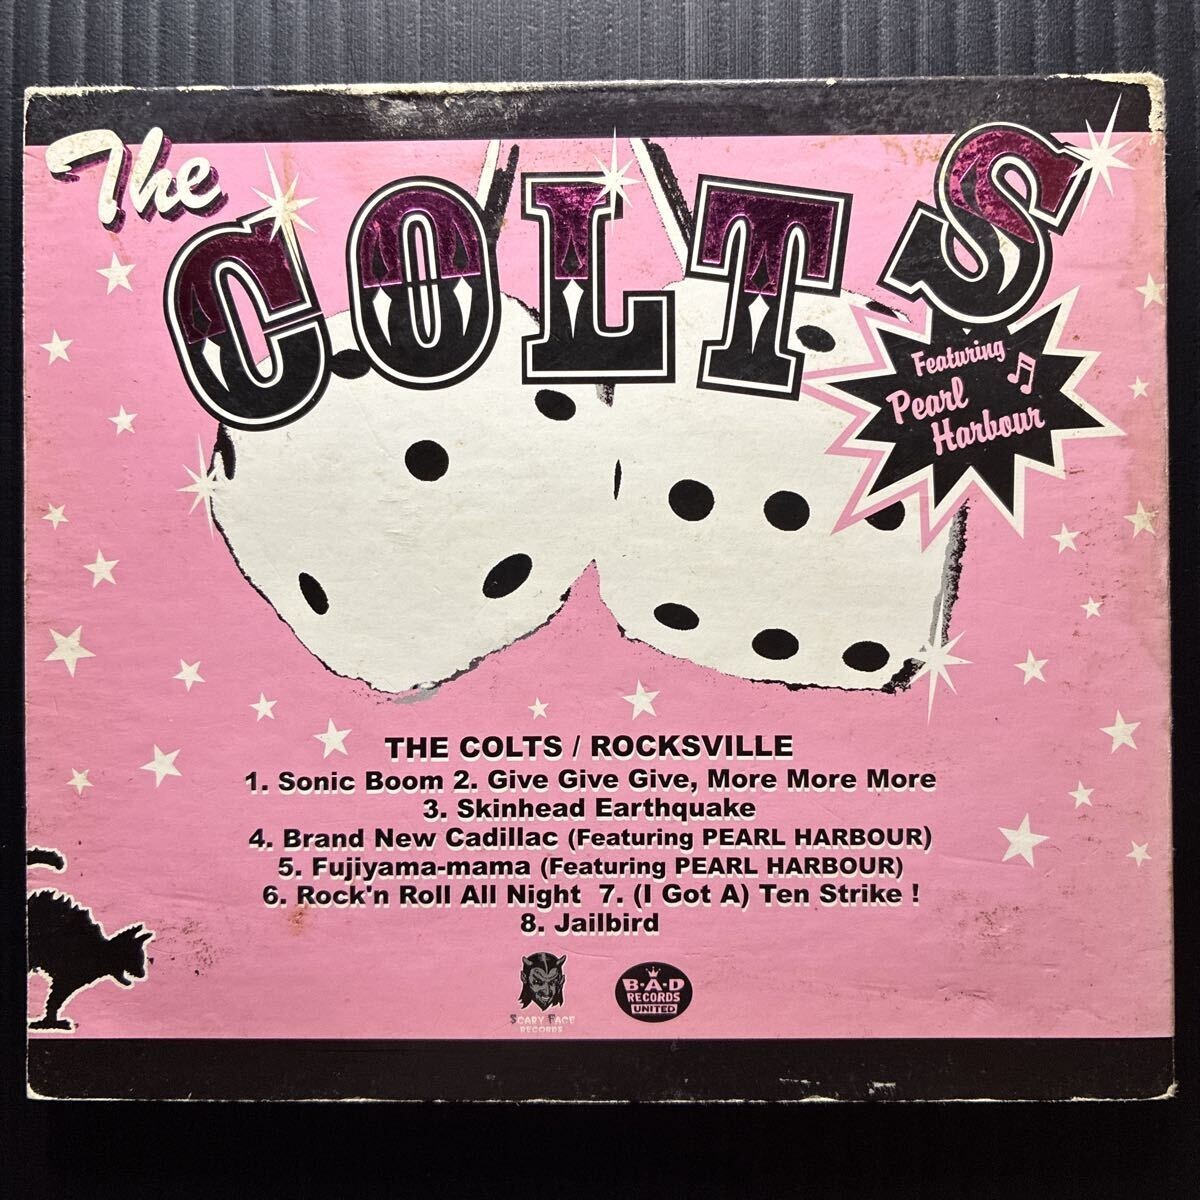 The
COLTS
Featuring
Pearl
Harbour
THE COLTS / ROCKSVILLE
1. Sonic Boom 2. Give Give Give, More More More
3. Skinhead Earthquake
4. Brand New Cadillac (Featuring PEARL HARBOUR)
5. Fujiyama-mama (Featuring PEARL HARBOUR)
6. Rock'n Roll All Night 7. (I Got A) Ten Strike !
8. Jailbird
SCARY FACE
RECORDS
B·A·D
RECORDS
UNITED